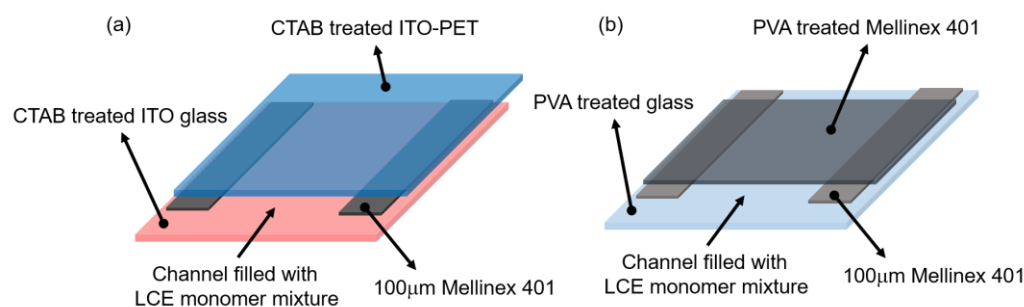 (a)
CTAB treated ITO-PET
CTAB treated ITO glass
Channel filled with
LCE monomer mixture
100μm Mellinex 401
(b)
PVA treated Mellinex 401
PVA treated glass
Channel filled with
LCE monomer mixture
100μm Mellinex 401